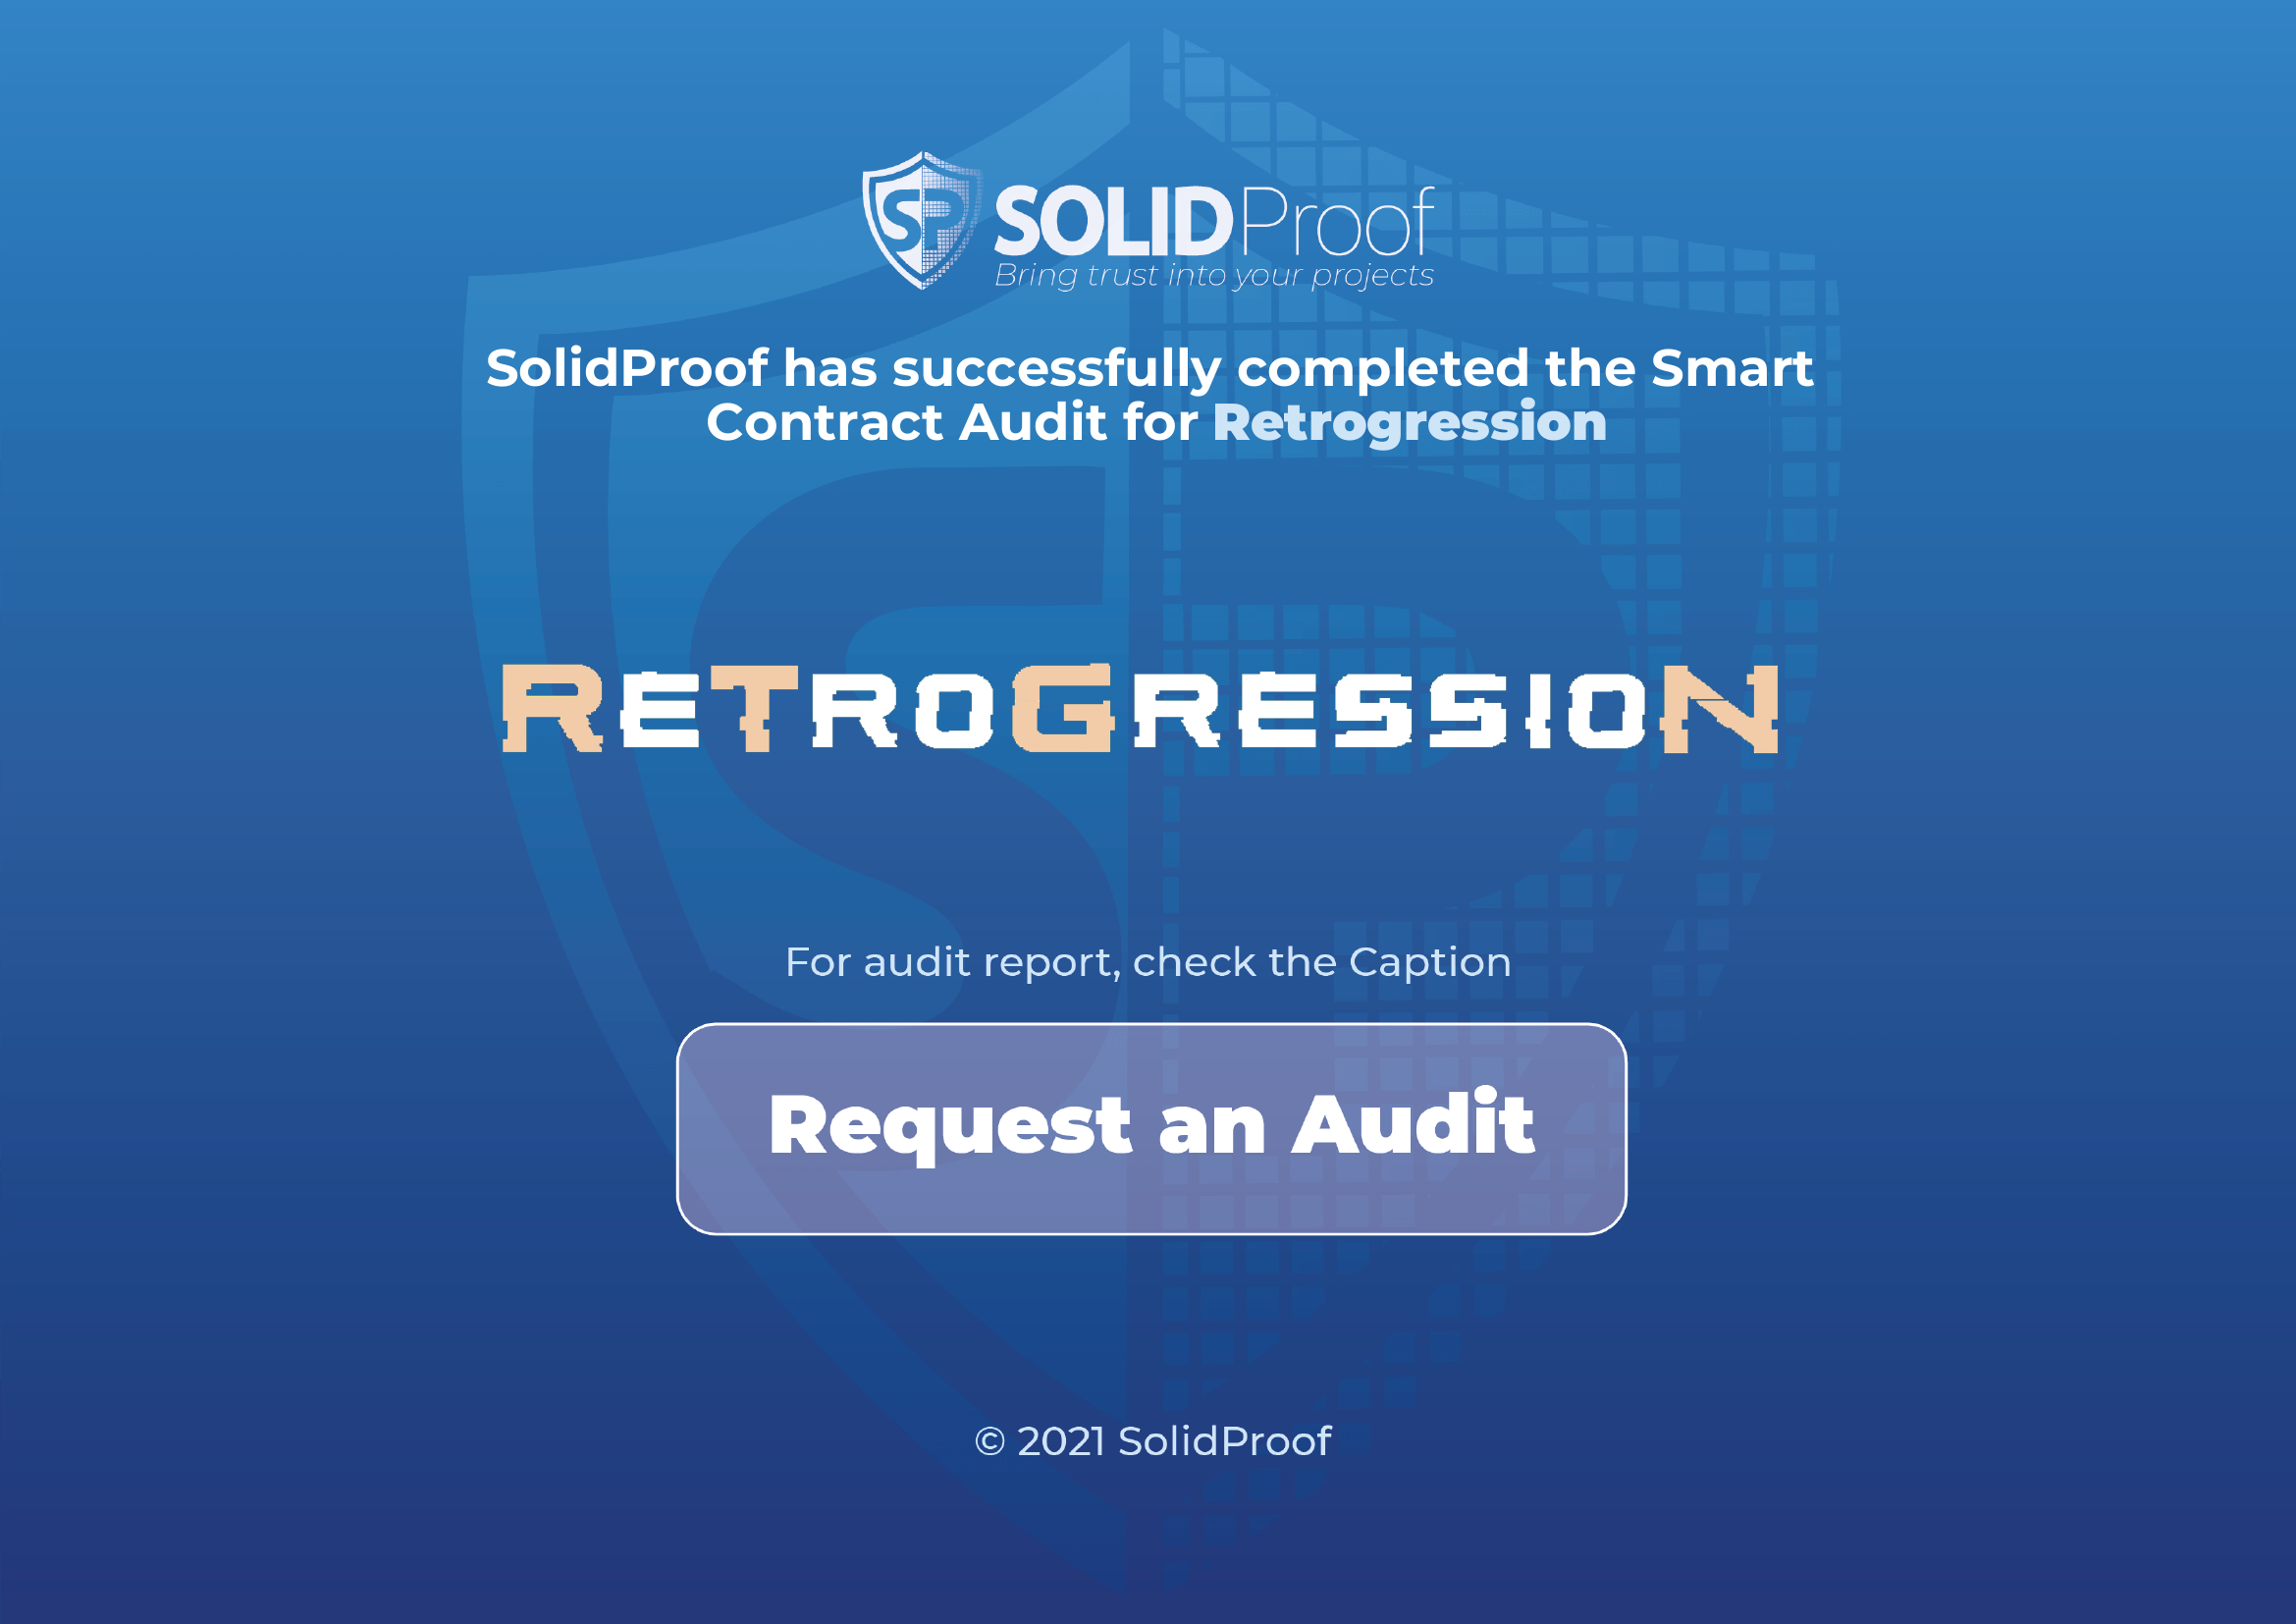 SP SOLIDProof
Bring trust into your projects
SolidProof has successfully completed the Smart
Contract Audit for Retrogression
RETROGRESSION
For audit report, check the Caption
Request an Audit
© 2021 SolidProof